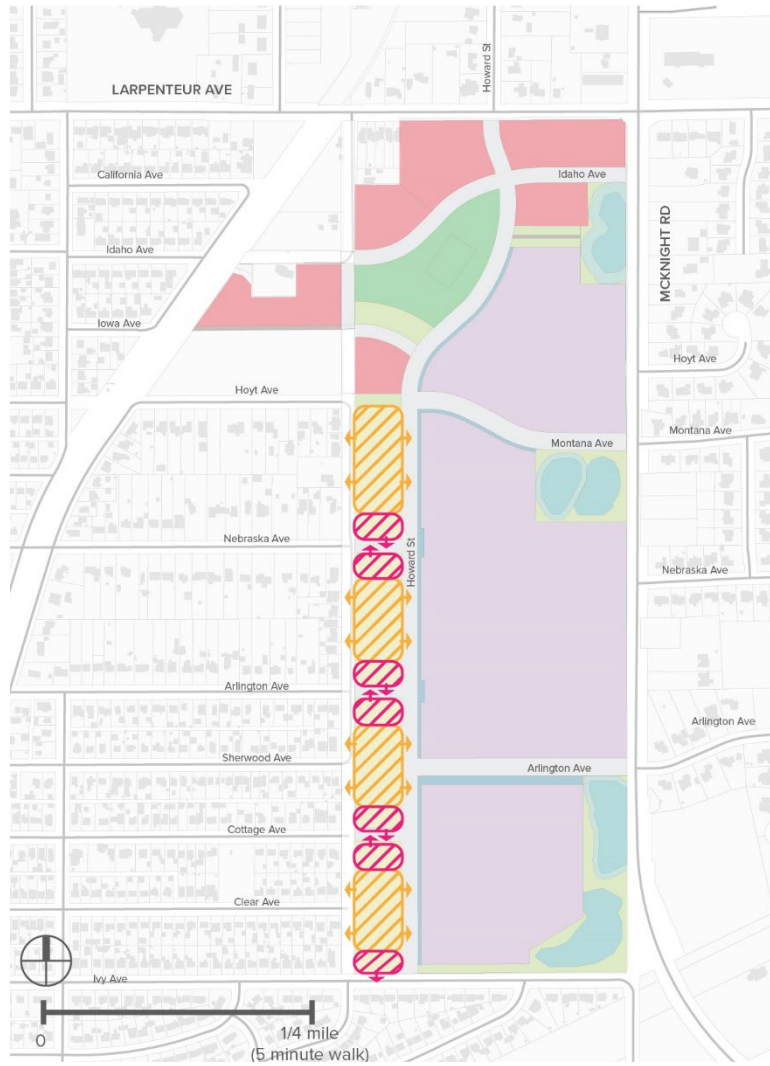 Howard St
LARPENTEUR AVE
California Ave
Idaho Ave
MCKNIGHT RD
Idaho Ave
Iowa Ave
Hoyt Ave
Hoyt Ave
Montana Ave
Montana Ave
Nebraska Ave
Howard St
Nebraska Ave
Arlington Ave
Arlington Ave
Sherwood Ave
Arlington Ave
Cottage Ave
Clear Ave
Ivy Ave
0
1/4 mile
(5 minute walk)